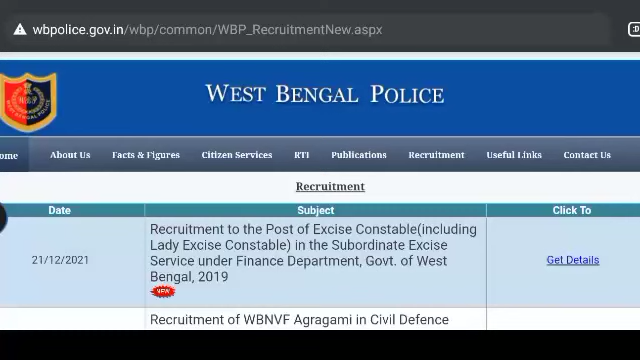 wbpolice.gov.in/wbp/common/WBP_RecruitmentNew.aspx
WEST BENGAL POLICE
ome About Us Facts & Figures Citizen Services RTI Publications Recruitment Useful Links Contact Us
Recruitment
Date Subject Click To
Recruitment to the Post of Excise Constable(including
Lady Excise Constable) in the Subordinate Excise
21/12/2021 Service under Finance Department, Govt. of West Get Details
Bengal, 2019
NEW
Recruitment of WBNVF Agragami in Civil Defence